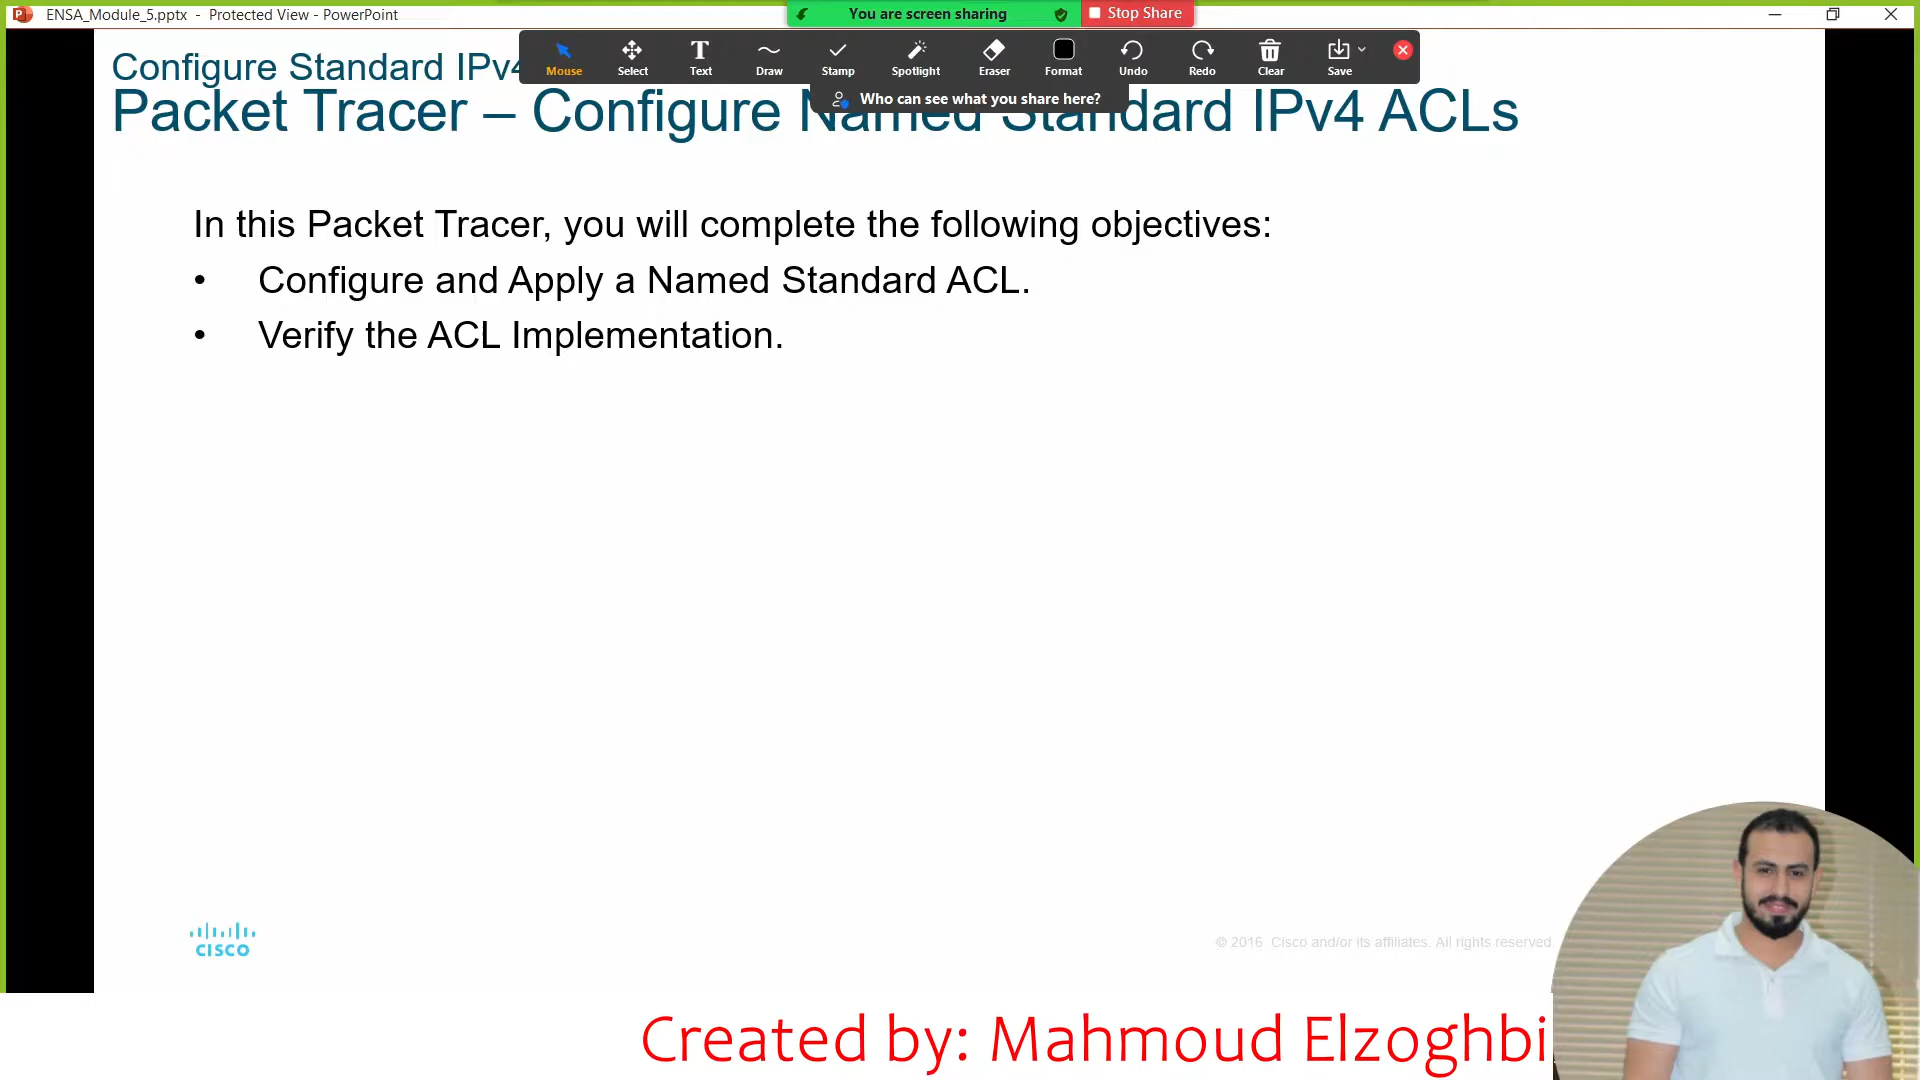 ENSA_Module_5.pptx - Protected View - PowerPoint
You are screen sharing
Stop Share
Mouse
Select
Text
Draw
Stamp
Spotlight
Eraser
Format
Undo
Redo
Clear
Save
Who can see what you share here?
Configure Standard IPv4
Packet Tracer – Configure Named Standard IPv4 ACLs
In this Packet Tracer, you will complete the following objectives:
• Configure and Apply a Named Standard ACL.
• Verify the ACL Implementation.
CISCO
© 2016 Cisco and/or its affiliates. All rights reserved.
Created by: Mahmoud Elzoghbi